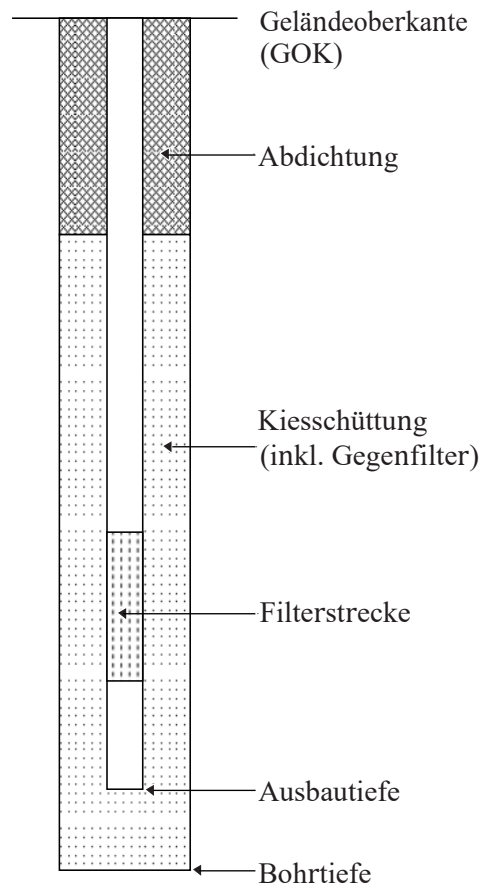 Geländeoberkante
(GOK)
Abdichtung
Kiesschüttung
(inkl. Gegenfilter)
Filterstrecke
Ausbautiefe
Bohrtiefe